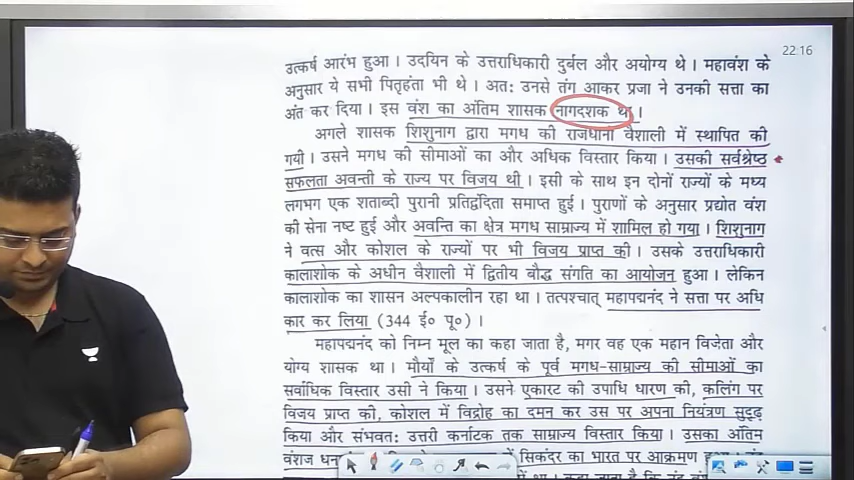 22:16
उत्कर्ष आरंभ हुआ । उदयिन के उत्तराधिकारी दुर्बल और अयोग्य थे । महावंश के
अनुसार ये सभी पितृहंता भी थे । अतः उनसे तंग आकर प्रजा ने उनकी सत्ता का
अंत कर दिया । इस वंश का अंतिम शासक नागदशक था ।
अगले शासक शिशुनाग द्वारा मगध की राजधानी वैशाली में स्थापित की
गयी । उसने मगध की सीमाओं का और अधिक विस्तार किया । उसकी सर्वश्रेष्ठ
सफलता अवन्ती के राज्य पर विजय थी । इसी के साथ इन दोनों राज्यों के मध्य
लगभग एक शताब्दी पुरानी प्रतिद्वंदिता समाप्त हुई । पुराणों के अनुसार प्रद्योत वंश
की सेना नष्ट हुई और अवन्ति का क्षेत्र मगध साम्राज्य में शामिल हो गया । शिशुनाग
ने वत्स और कोशल के राज्यों पर भी विजय प्राप्त की । उसके उत्तराधिकारी
कालाशोक के अधीन वैशाली में द्वितीय बौद्ध संगति का आयोजन हुआ । लेकिन
कालाशोक का शासन अल्पकालीन रहा था । तत्पश्चात् महापद्मनंद ने सत्ता पर अधि
कार कर लिया (344 ई० पू०) ।
महापद्मनंद को निम्न मूल का कहा जाता है, मगर वह एक महान विजेता और
योग्य शासक था । मौर्यों के उत्कर्ष के पूर्व मगध-साम्राज्य की सीमाओं का
सर्वाधिक विस्तार उसी ने किया । उसने एकारट की उपाधि धारण की, कलिंग पर
विजय प्राप्त की, कोशल में विद्रोह का दमन कर उस पर अपना नियंत्रण सुदृढ़
किया और संभवतः उत्तरी कर्नाटक तक साम्राज्य विस्तार किया । उसका अंतिम
वंशज सिकंदर का भारत पर आक्रमण